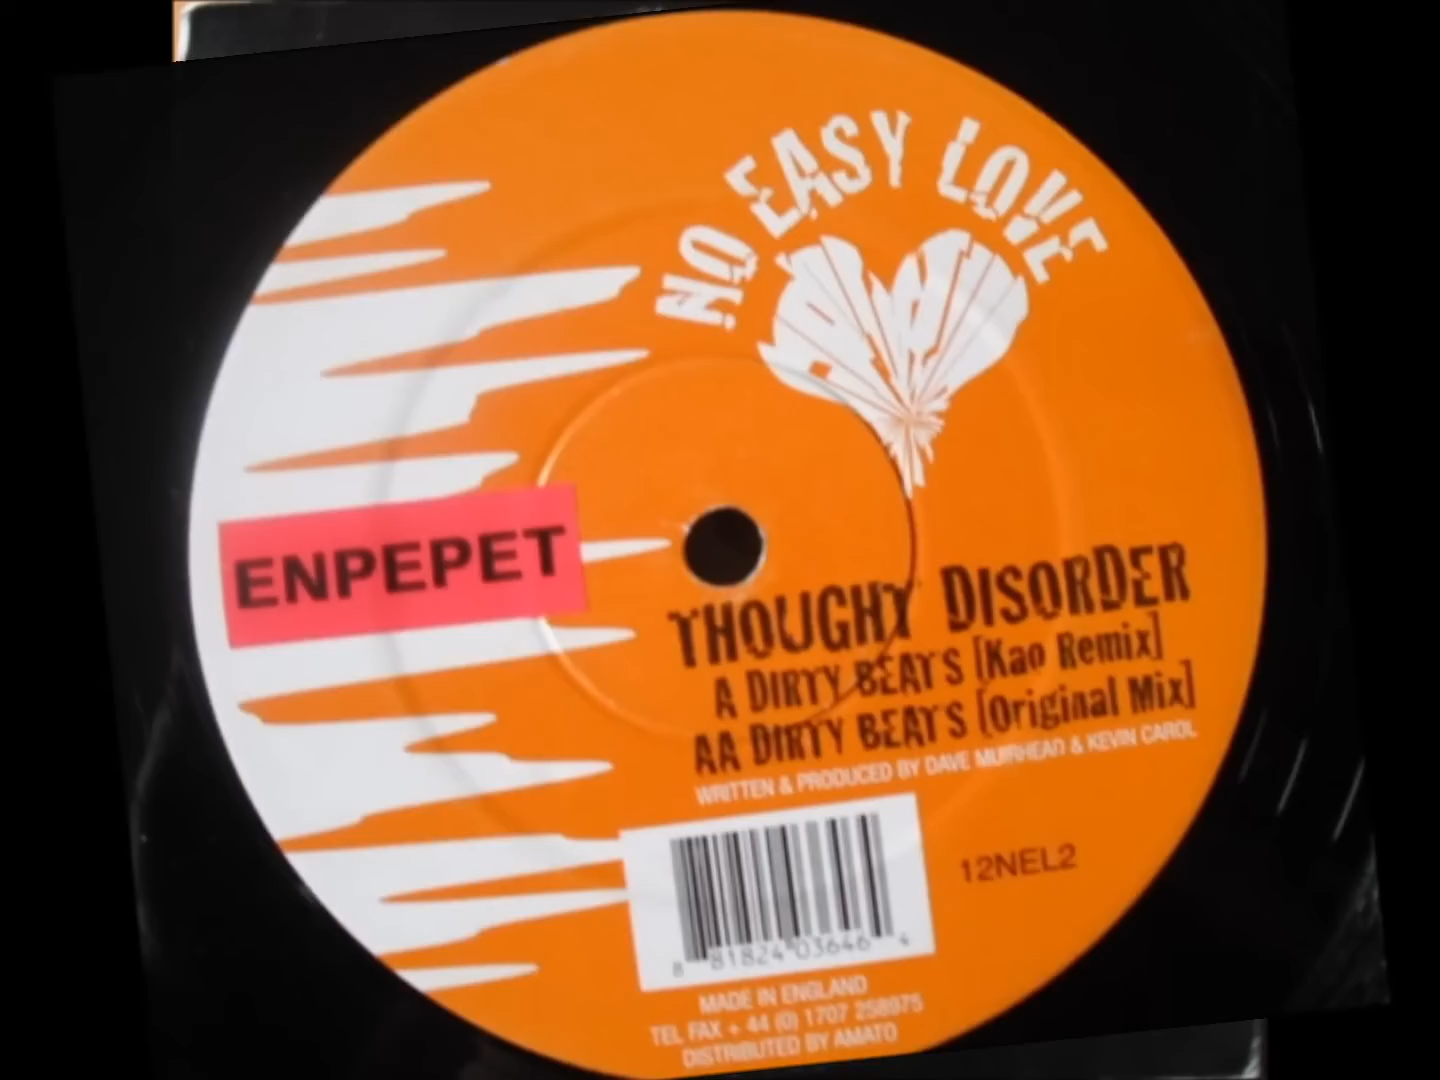 NO EASY LOVE
ENPEPET
THOUGHT DISORDER
A DIRTY BEATS [Kao Remix]
AA DIRTY BEATS [Original Mix]
WRITTEN & PRODUCED BY DAVE MUIRHEAD & KEVIN CAROL
12NEL2
8 81824 03646 4
MADE IN ENGLAND
TEL FAX + 44 (0) 1707 258975
DISTRIBUTED BY AMATO